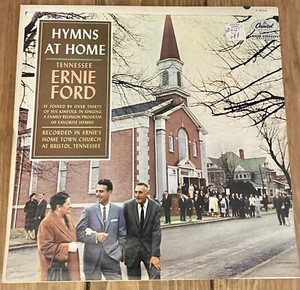 HYMNS
AT HOME
TENNESSEE
ERNIE
FORD
IS JOINED BY OVER THIRTY
OF HIS KINFOLK IN SINGING
A FAMILY REUNION PROGRAM
OF FAVORITE HYMNS
RECORDED IN ERNIE'S
HOME TOWN CHURCH
AT BRISTOL, TENNESSEE
Capitol